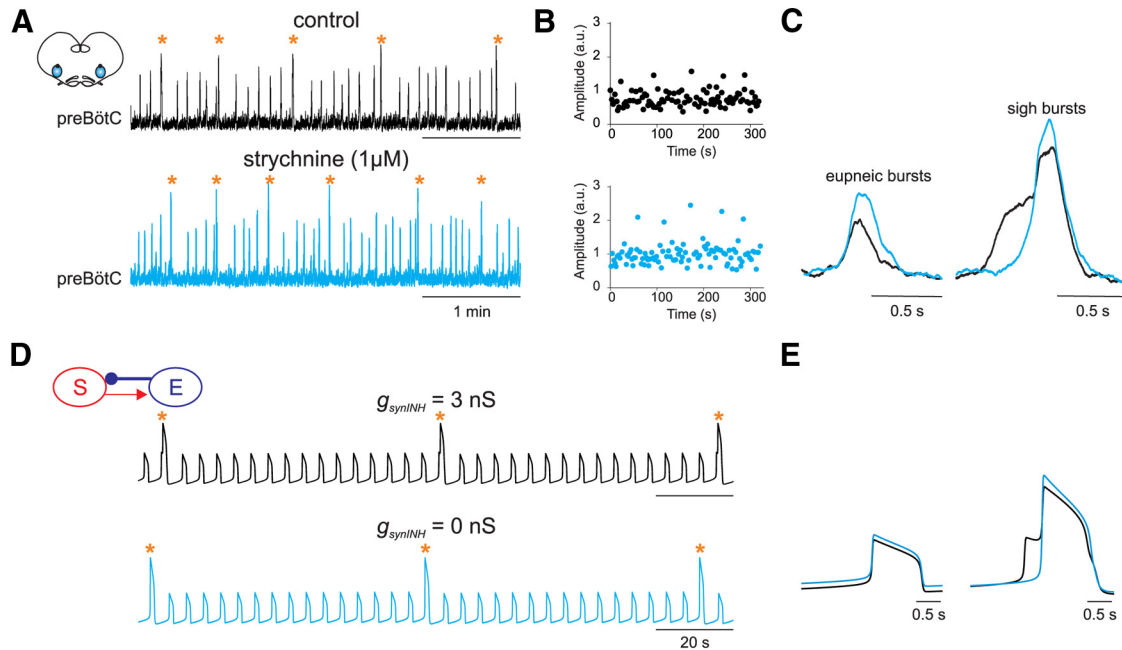 A
control
* * * * *
preBötC
strychnine (1μM)
* * * * * *
preBötC
1 min
B
Amplitude (a.u.)
3
2
1
0
0 100 200 300
Time (s)
Amplitude (a.u.)
3
2
1
0
0 100 200 300
Time (s)
C
eupneic bursts
sigh bursts
0.5 s
0.5 s
D
S
E
gsynINH = 3 nS
* * *
gsynINH = 0 nS
* * *
20 s
E
0.5 s
0.5 s